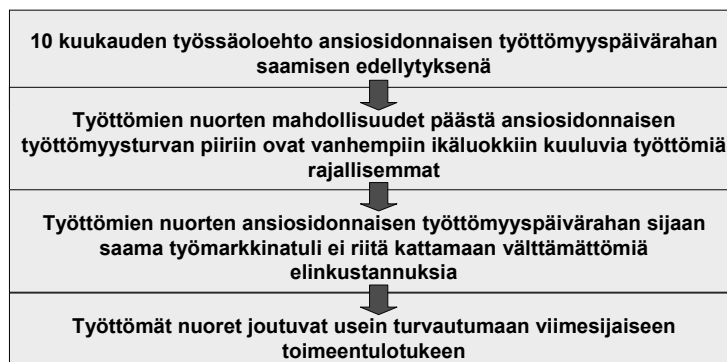 10 kuukauden työssäoloehto ansiosidonnaisen työttömyyspäivärahan
saamisen edellytyksenä
Työttömien nuorten mahdollisuudet päästä ansiosidonnaisen
työttömyysturvan piiriin ovat vanhempiin ikäluokkiin kuuluvia työttömiä
rajallisemmat
Työttömien nuorten ansiosidonnaisen työttömyyspäivärahan sijaan
saama työmarkkinatuli ei riitä kattamaan välttämättömiä
elinkustannuksia
Työttömät nuoret joutuvat usein turvautumaan viimesijaiseen
toimeentulotukeen